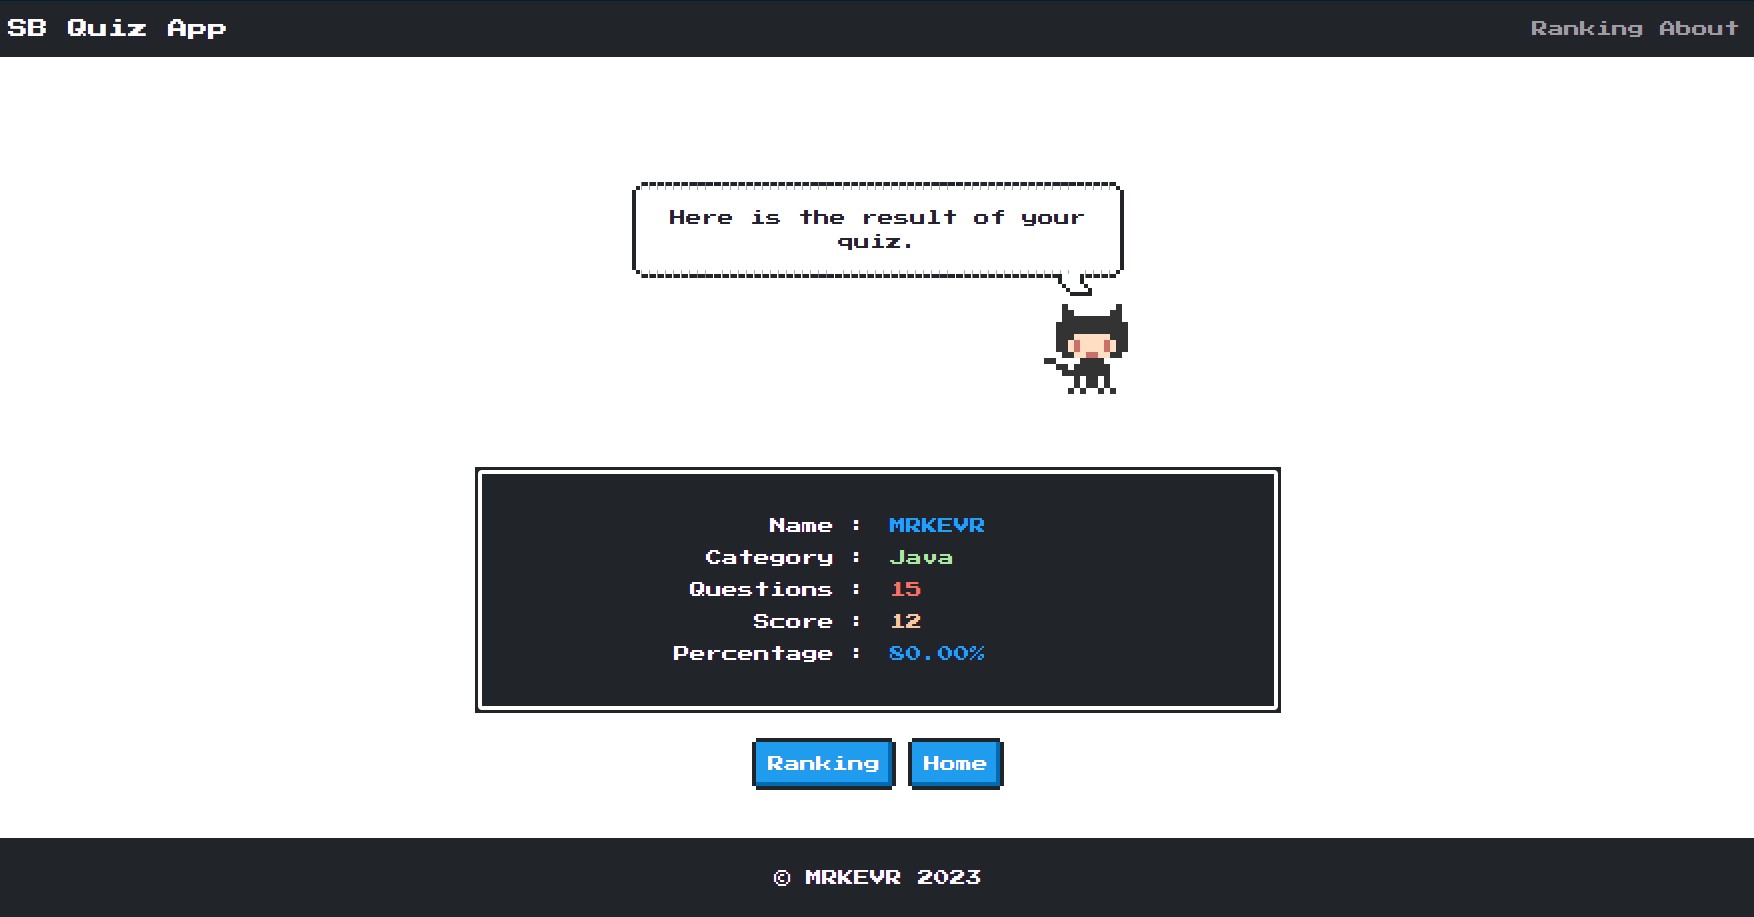 SB Quiz App
Ranking About
Here is the result of your
quiz.
Name : MRKEVR
Category : Java
Questions : 15
Score : 12
Percentage : 80.00%
Ranking
Home
© MRKEVR 2023